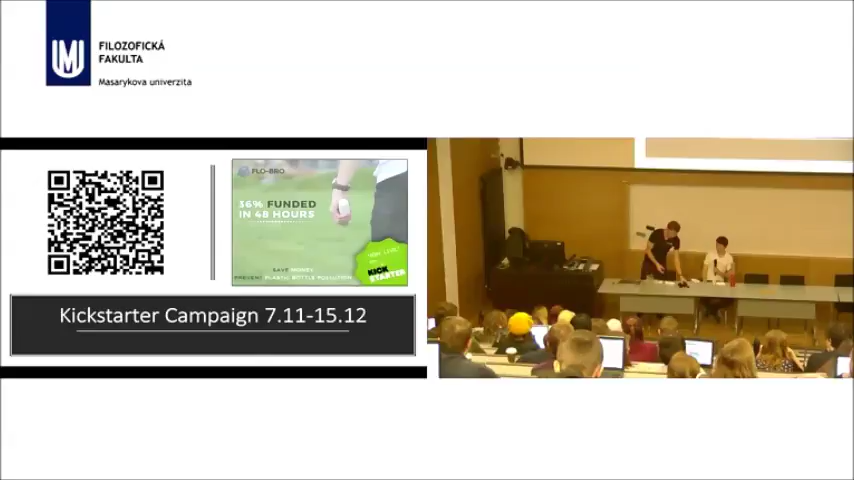 FILOZOFICKÁ
FAKULTA
Masarykova univerzita
FLO-BRO
36% FUNDED
IN 48 HOURS
SAVE MONEY
PREVENT PLASTIC BOTTLE POLLUTION
KICK
STARTER
Kickstarter Campaign 7.11-15.12